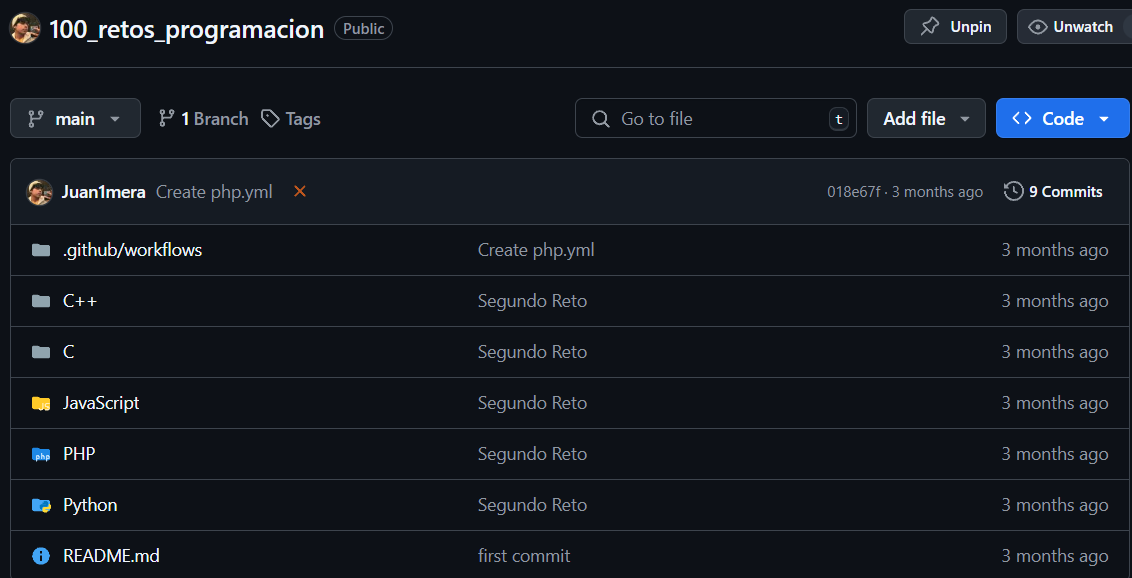 100_retos_programacion Public Unpin Unwatch
main 1 Branch Tags Go to file t Add file Code
Juan1mera Create php.yml 018e67f · 3 months ago 9 Commits
.github/workflows Create php.yml 3 months ago
C++ Segundo Reto 3 months ago
C Segundo Reto 3 months ago
JavaScript Segundo Reto 3 months ago
php PHP Segundo Reto 3 months ago
Python Segundo Reto 3 months ago
README.md first commit 3 months ago